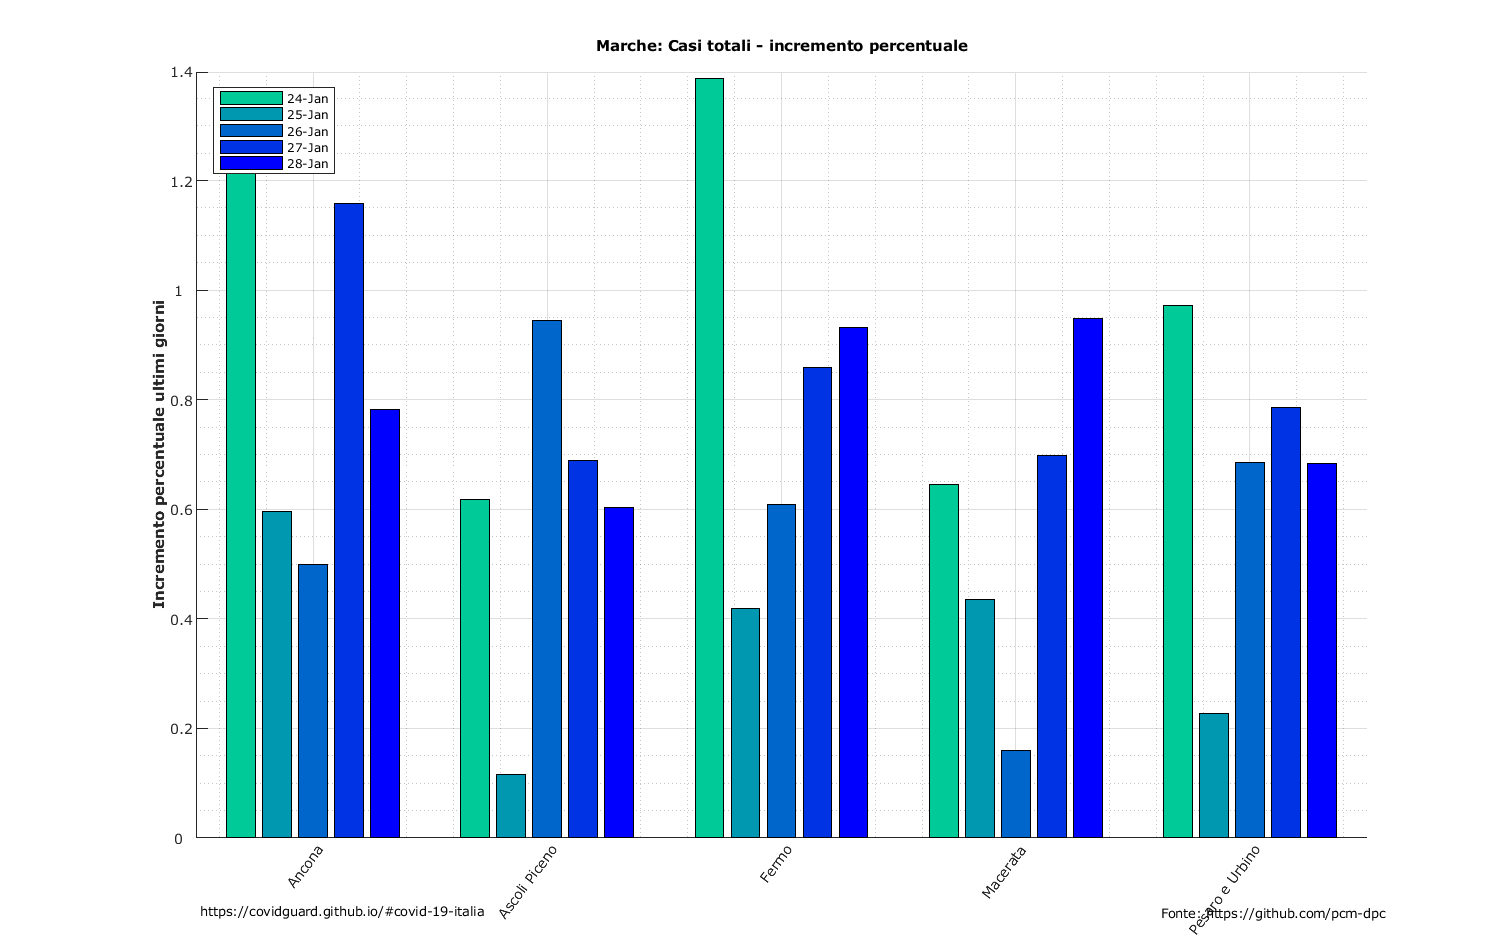 Marche: Casi totali - incremento percentuale
1.4
1.2
1
0.8
0.6
0.4
0.2
0
Incremento percentuale ultimi giorni
24-Jan
25-Jan
26-Jan
27-Jan
28-Jan
Ancona
Ascoli Piceno
Fermo
Macerata
Pesaro e Urbino
https://covidguard.github.io/#covid-19-italia
Fonte: https://github.com/pcm-dpc